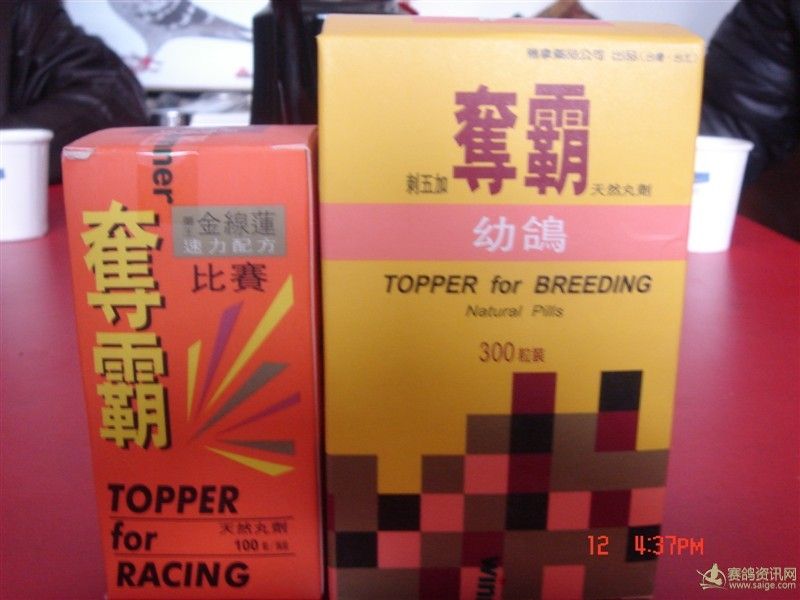 Winner
奪霸
金線蓮
速力配方
比賽
TOPPER
for
RACING
天然丸劑
奪霸
刺五加
天然丸劑
幼鴿
TOPPER for BREEDING
Natural Pills
300粒裝
12 4:37PM
赛鸽资讯网
www.saige.com